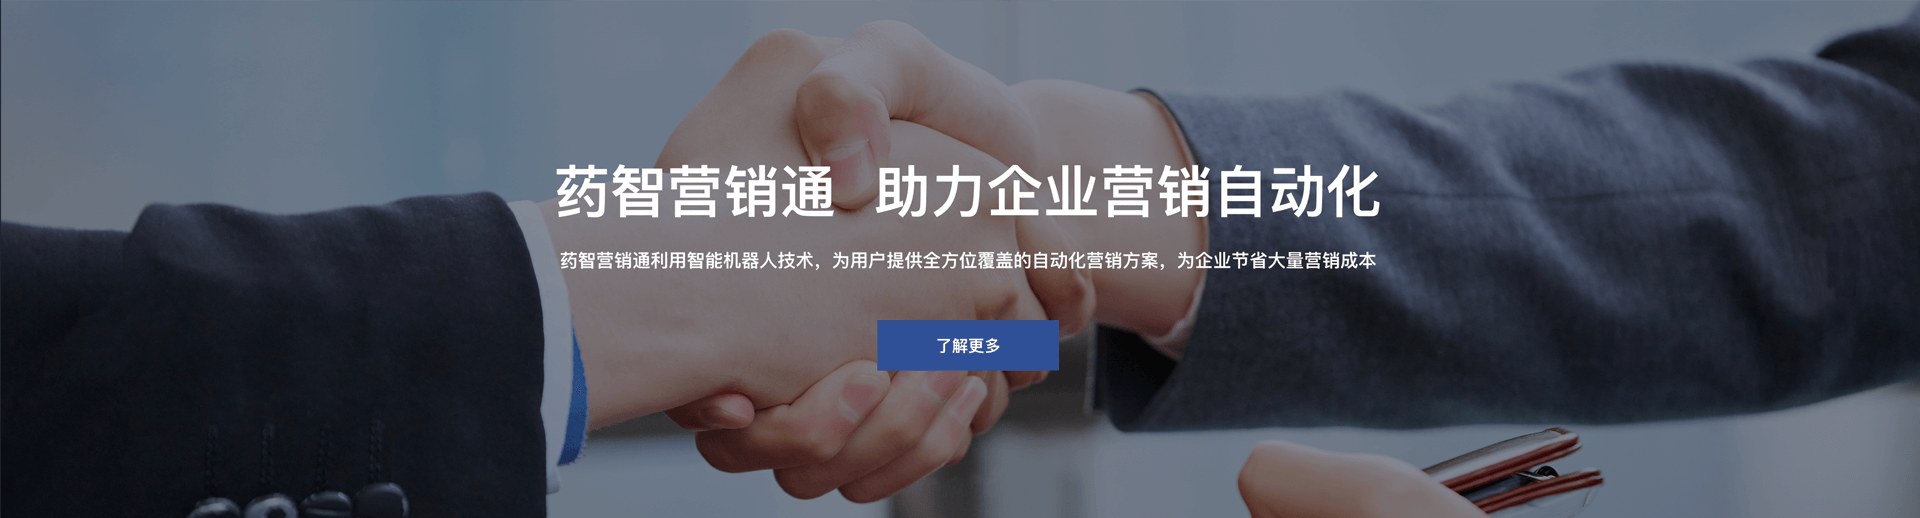 药智营销通 助力企业营销自动化
药智营销通利用智能机器人技术，为用户提供全方位覆盖的自动化营销方案，为企业节省大量营销成本
了解更多